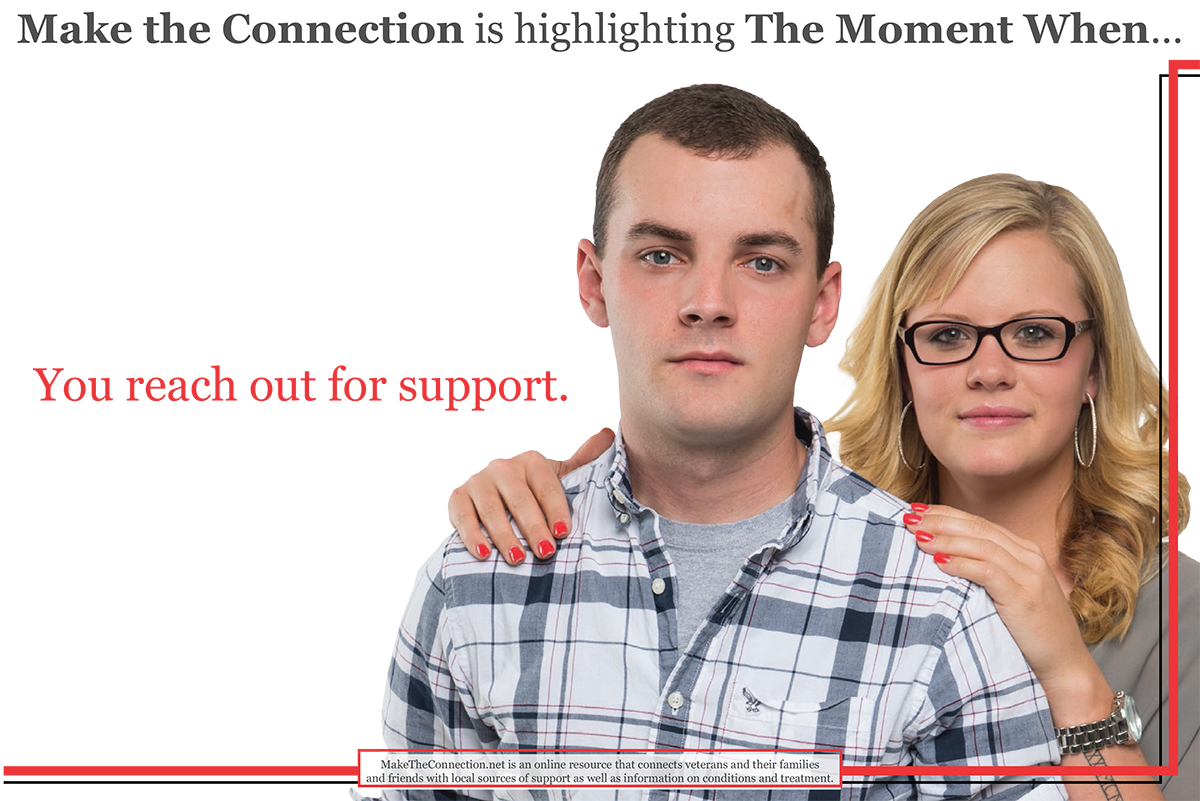 Make the Connection is highlighting The Moment When...
You reach out for support.
MakeTheConnection.net is an online resource that connects veterans and their families
and friends with local sources of support as well as information on conditions and treatment.